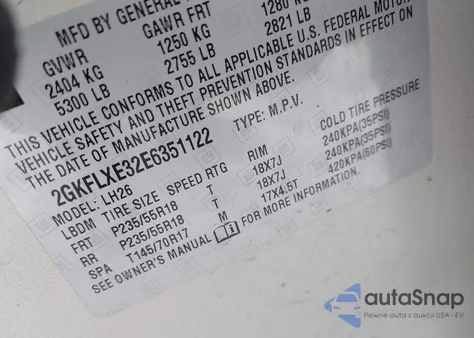 MFD BY GENERAL MOTOR
GVWR GAWR FRT
2404 KG 1250 KG 1280 KG
5300 LB 2755 LB 2821 LB
THIS VEHICLE CONFORMS TO ALL APPLICABLE U.S. FEDERAL MOTOR
VEHICLE SAFETY AND THEFT PREVENTION STANDARDS IN EFFECT ON
THE DATE OF MANUFACTURE SHOWN ABOVE.
2GKFLXE32E6351122 TYPE: M.P.V.
MODEL: LH26
LBDM TIRE SIZE SPEED RTG RIM COLD TIRE PRESSURE
FRT P235/55R18 T 18X7J 240KPA(35PSI)
RR P235/55R18 T 18X7J 240KPA(35PSI)
SPA T145/70R17 M 17X4.5T 420KPA(60PSI)
SEE OWNER'S MANUAL i FOR MORE INFORMATION.
autoSnap
Pewne auta z aukcji USA - EU